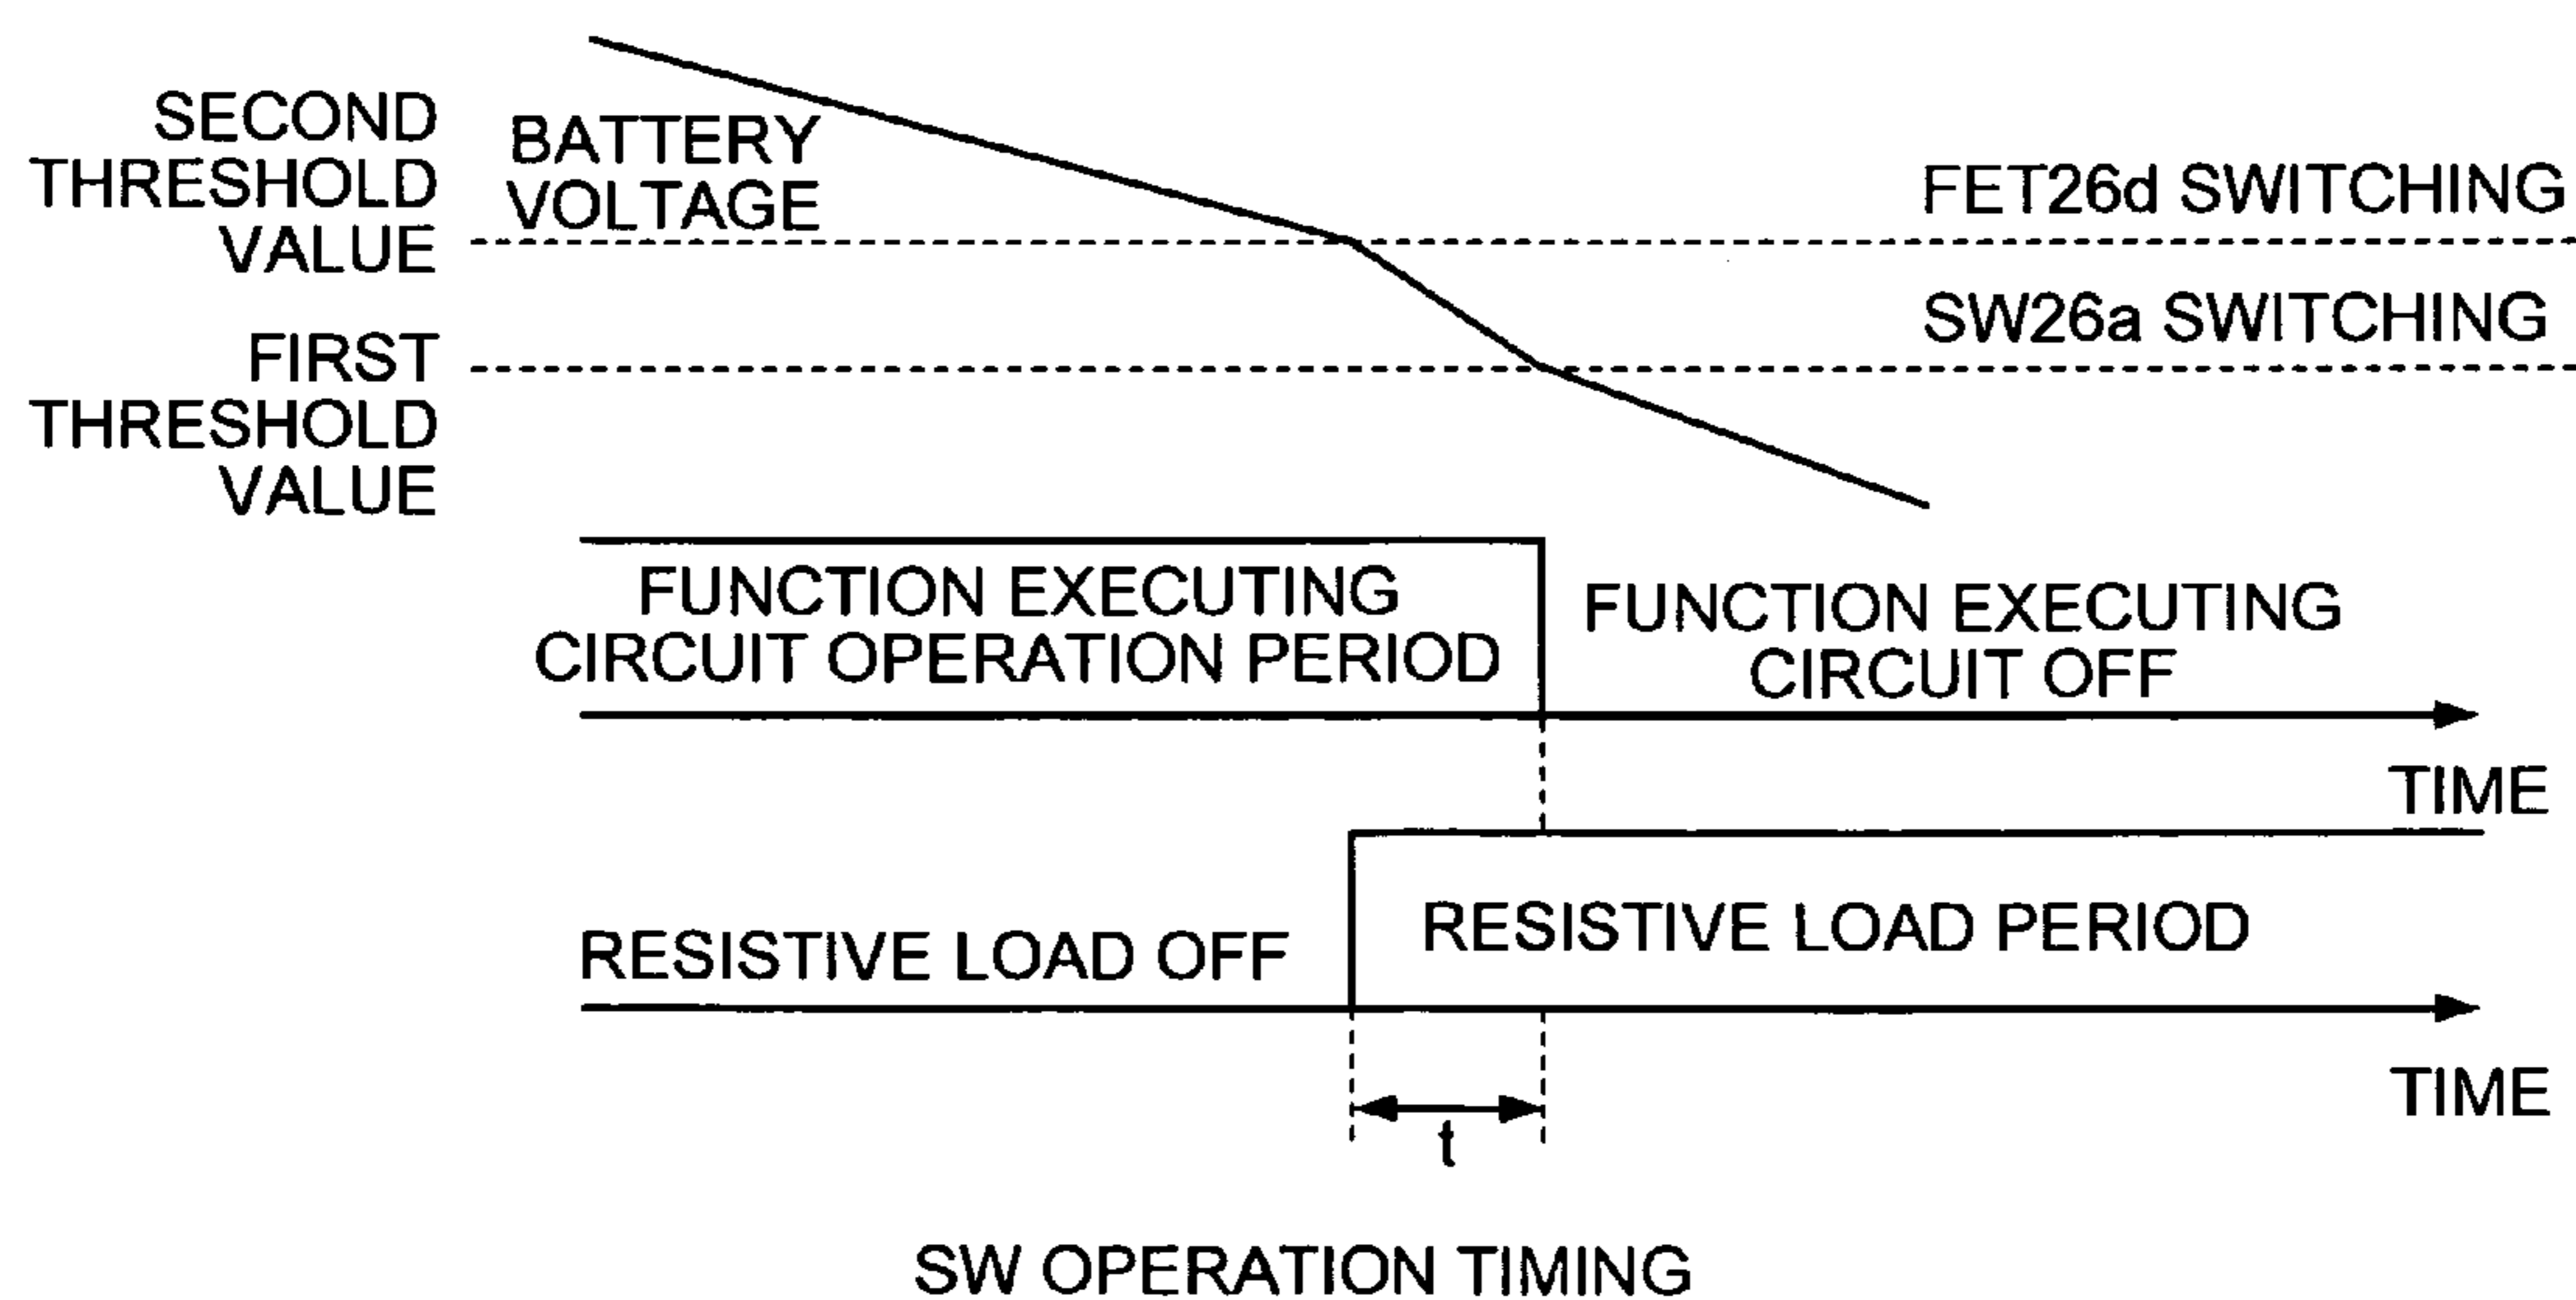 SECOND
THRESHOLD
VALUE
BATTERY
VOLTAGE
FET26d SWITCHING
SW26a SWITCHING
FIRST
THRESHOLD
VALUE
FUNCTION EXECUTING
CIRCUIT OPERATION PERIOD
FUNCTION EXECUTING
CIRCUIT OFF
TIME
RESISTIVE LOAD OFF
RESISTIVE LOAD PERIOD
TIME
t
SW OPERATION TIMING